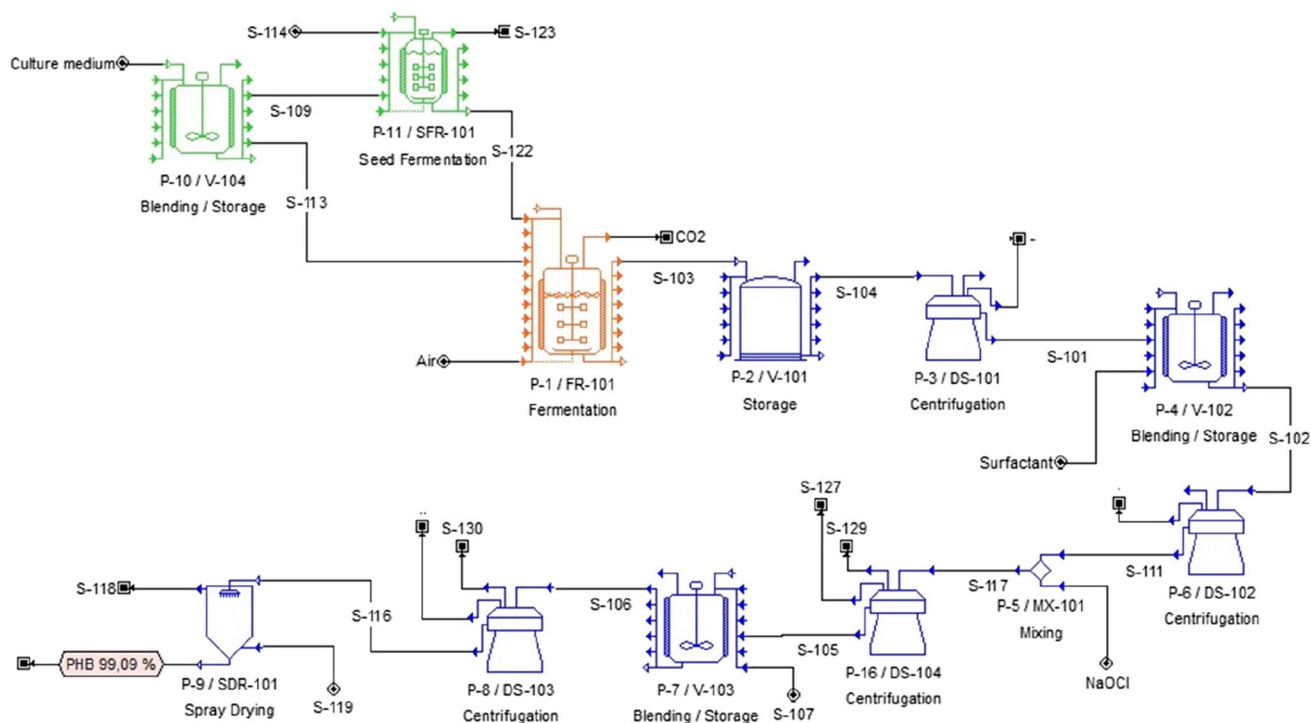 S-114
S-123
Culture medium
S-109
P-11 / SFR-101
Seed Fermentation
S-122
P-10 / V-104
Blending / Storage
S-113
CO2
S-103
S-104
-
S-101
Air
P-1 / FR-101
Fermentation
P-2 / V-101
Storage
P-3 / DS-101
Centrifugation
P-4 / V-102
Blending / Storage
S-102
Surfactant
S-127
S-129
.
..
S-130
S-118
S-116
S-106
S-105
S-117
S-111
P-5 / MX-101
Mixing
P-6 / DS-102
Centrifugation
PHB 99,09 %
P-9 / SDR-101
Spray Drying
S-119
P-8 / DS-103
Centrifugation
P-7 / V-103
Blending / Storage
S-107
P-16 / DS-104
Centrifugation
NaOCl